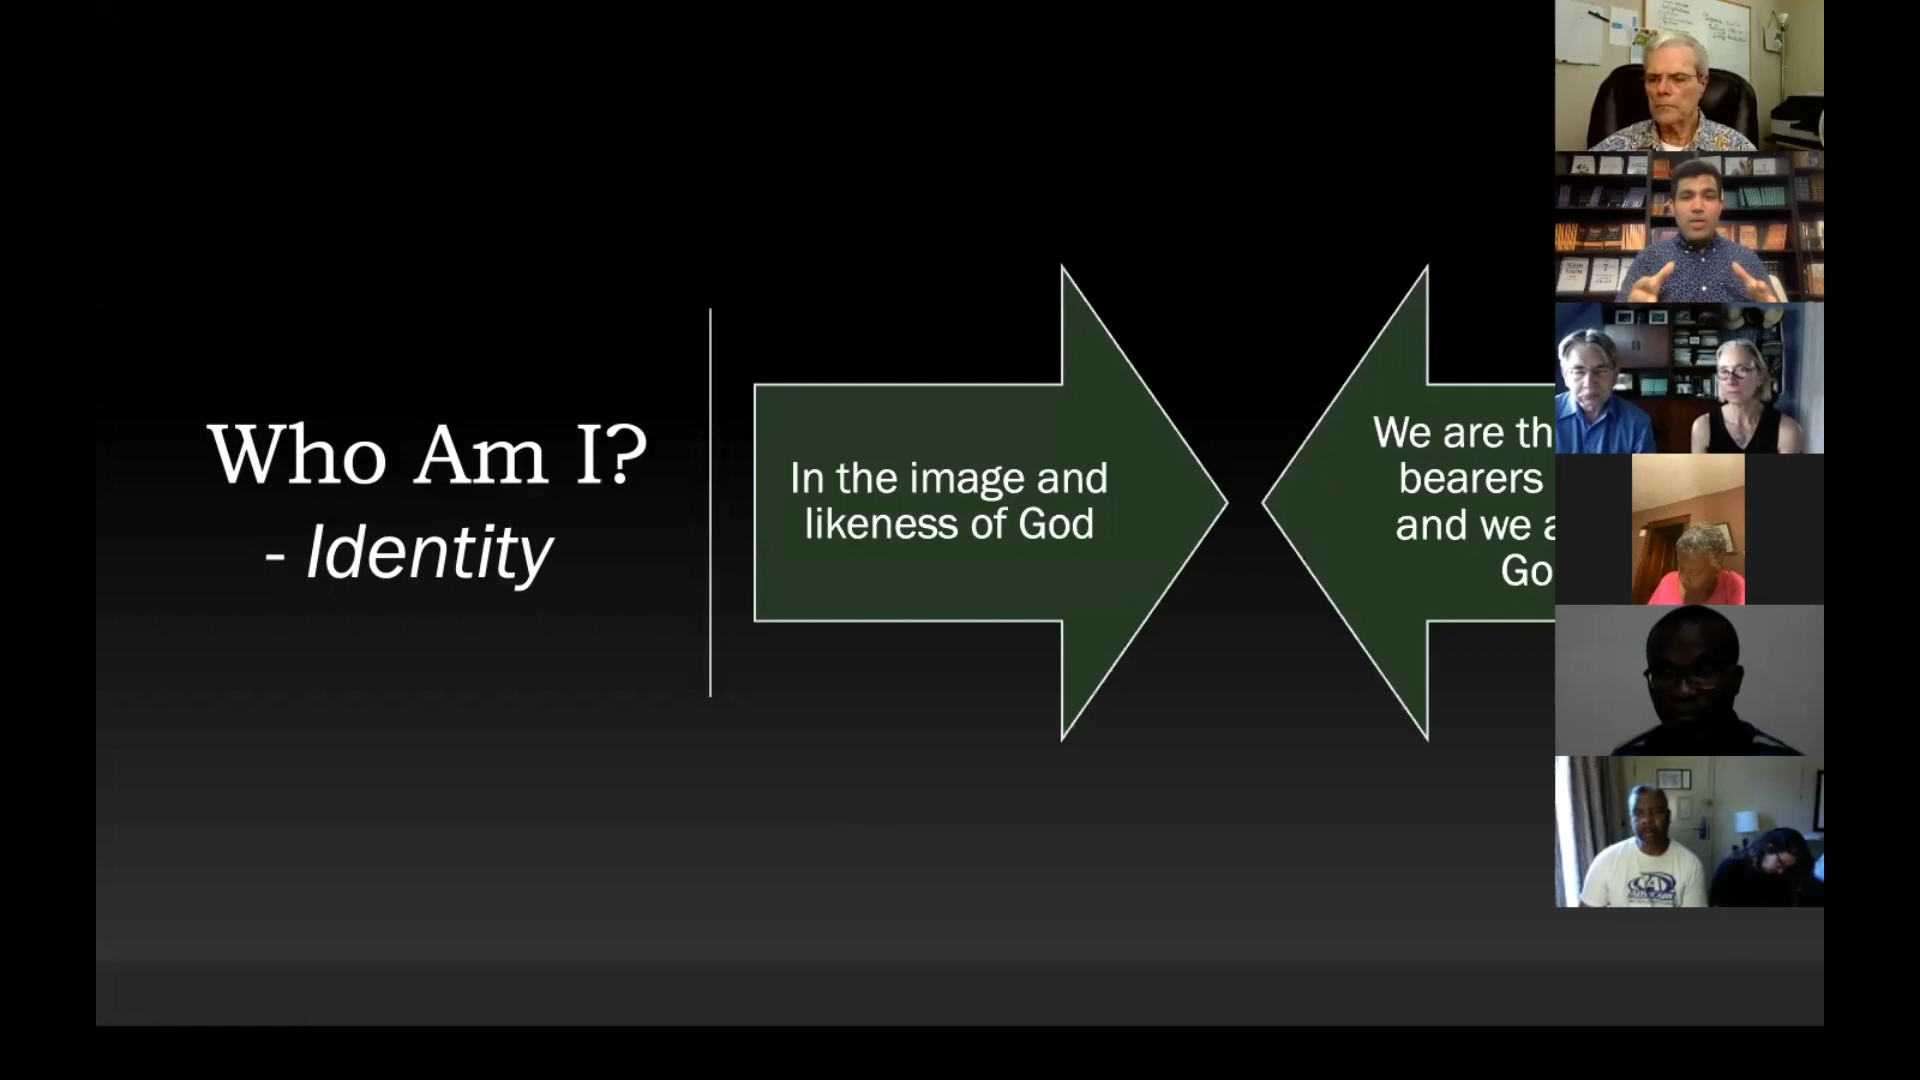 Who Am I?
- Identity
In the image and
likeness of God
We are th
bearers
and we a
Go